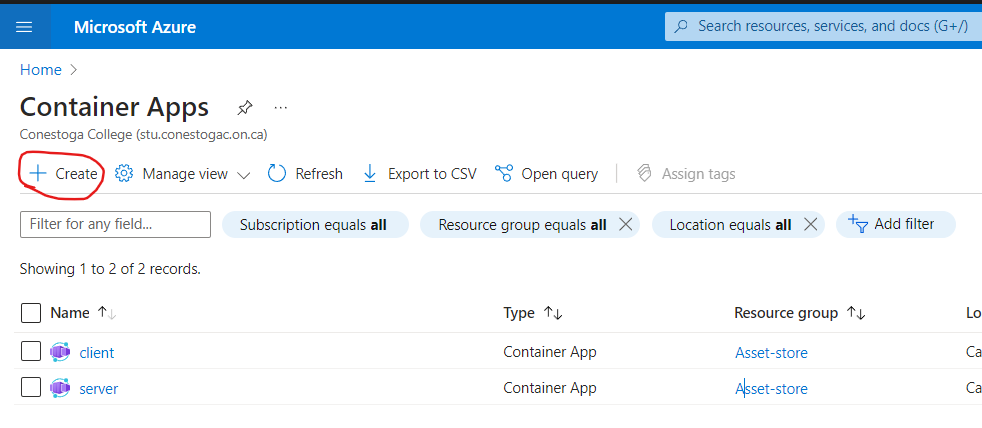 Microsoft Azure
Search resources, services, and docs (G+/)
Home
Container Apps
Conestoga College (stu.conestogac.on.ca)
Create Manage view Refresh Export to CSV Open query Assign tags
Filter for any field... Subscription equals all Resource group equals all Location equals all Add filter
Showing 1 to 2 of 2 records.
Name Type Resource group Lo
client Container App Asset-store Ca
server Container App Asset-store Ca